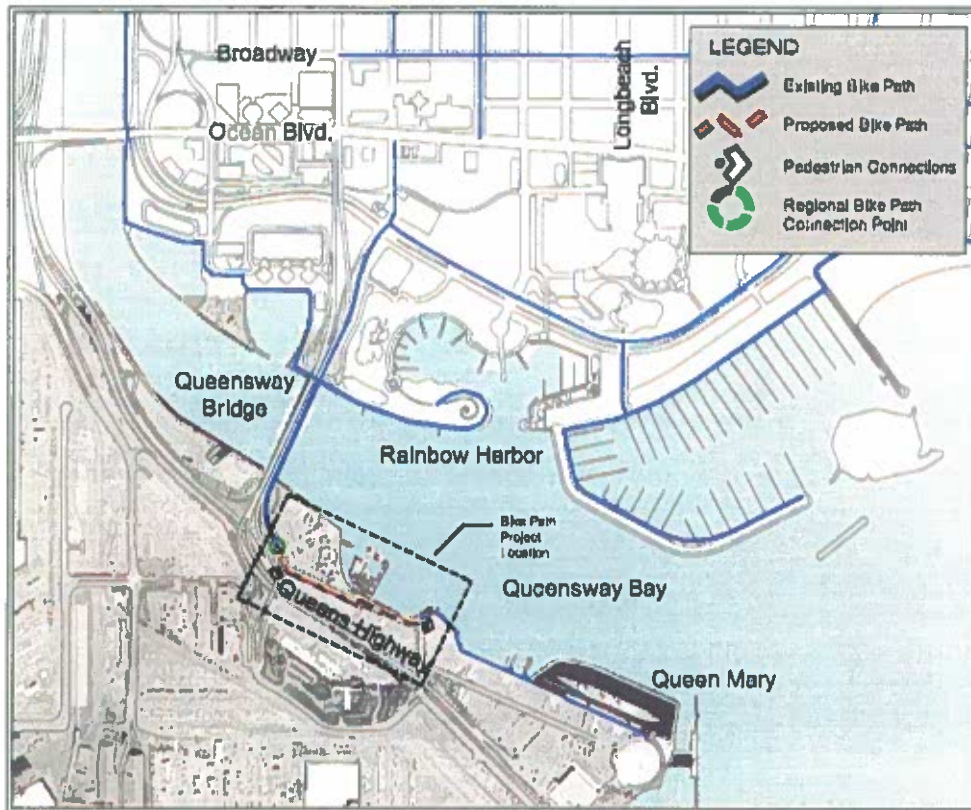 Broadway
Ocean Blvd.
Longbeach
Blvd.
LEGEND
Existing Bike Path
Proposed Bike Path
Pedestrian Connections
Regional Bike Path
Connection Point
Queensway
Bridge
Rainbow Harbor
Bike Path
Project
Location
Queensway Bay
Queens Highway
Queen Mary